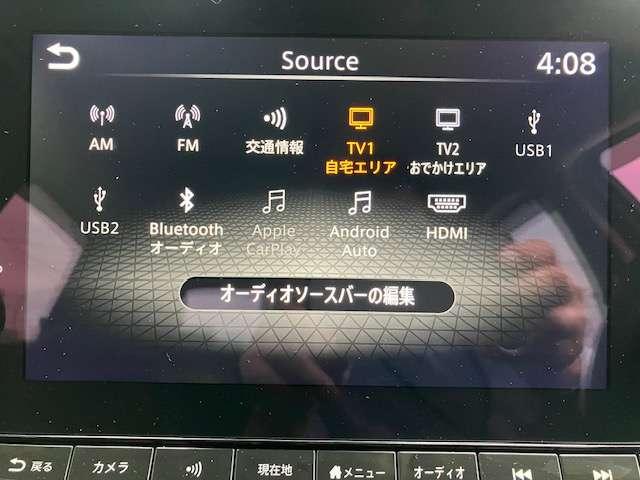 Source
4:08
AM
FM
交通情報
TV1
自宅エリア
TV2
おでかけエリア
USB1
USB2
Bluetooth
オーディオ
Apple
CarPlay
Android
Auto
HDMI
オーディオソースバーの編集
戻る
カメラ
現在地
メニュー
オーディオ